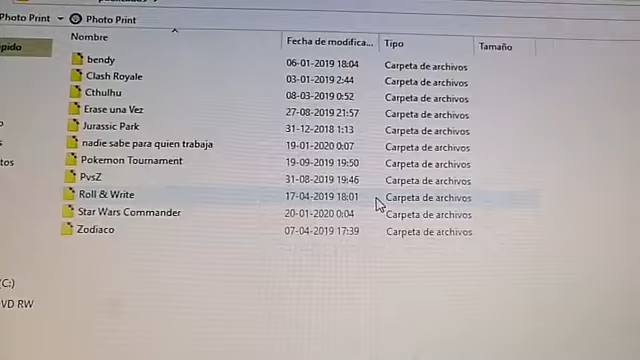 Photo Print Photo Print
Nombre Fecha de modifica... Tipo Tamaño
bendy 06-01-2019 18:04 Carpeta de archivos
Clash Royale 03-01-2019 2:44 Carpeta de archivos
Cthulhu 08-03-2019 0:52 Carpeta de archivos
Erase una Vez 27-08-2019 21:57 Carpeta de archivos
Jurassic Park 31-12-2018 1:13 Carpeta de archivos
nadie sabe para quien trabaja 19-01-2020 0:07 Carpeta de archivos
Pokemon Tournament 19-09-2019 19:50 Carpeta de archivos
PvsZ 31-08-2019 19:46 Carpeta de archivos
Roll & Write 17-04-2019 18:01 Carpeta de archivos
Star Wars Commander 20-01-2020 0:04 Carpeta de archivos
Zodiaco 07-04-2019 17:39 Carpeta de archivos
pido
tos
(C:)
VD RW